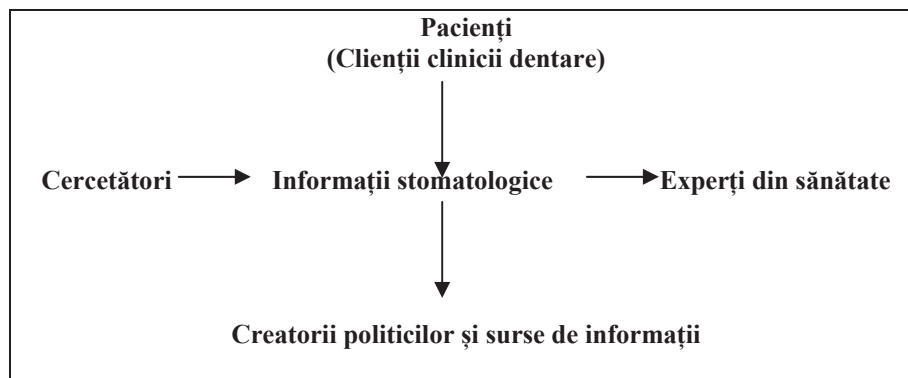 Pacienți
(Clienții clinicii dentare)
Cercetători
Informații stomatologice
Experți din sănătate
Creatorii politicilor și surse de informații